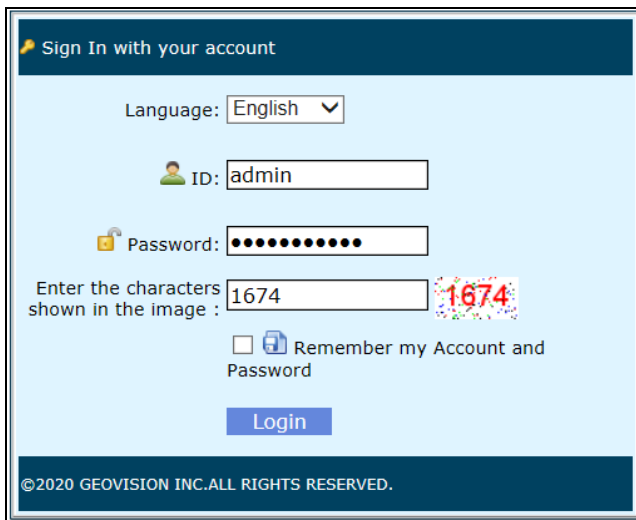 Sign In with your account
Language: English
ID: admin
Password: ●●●●●●●●●●●
Enter the characters
shown in the image : 1674 1674
Remember my Account and
Password
Login
©2020 GEOVISION INC.ALL RIGHTS RESERVED.